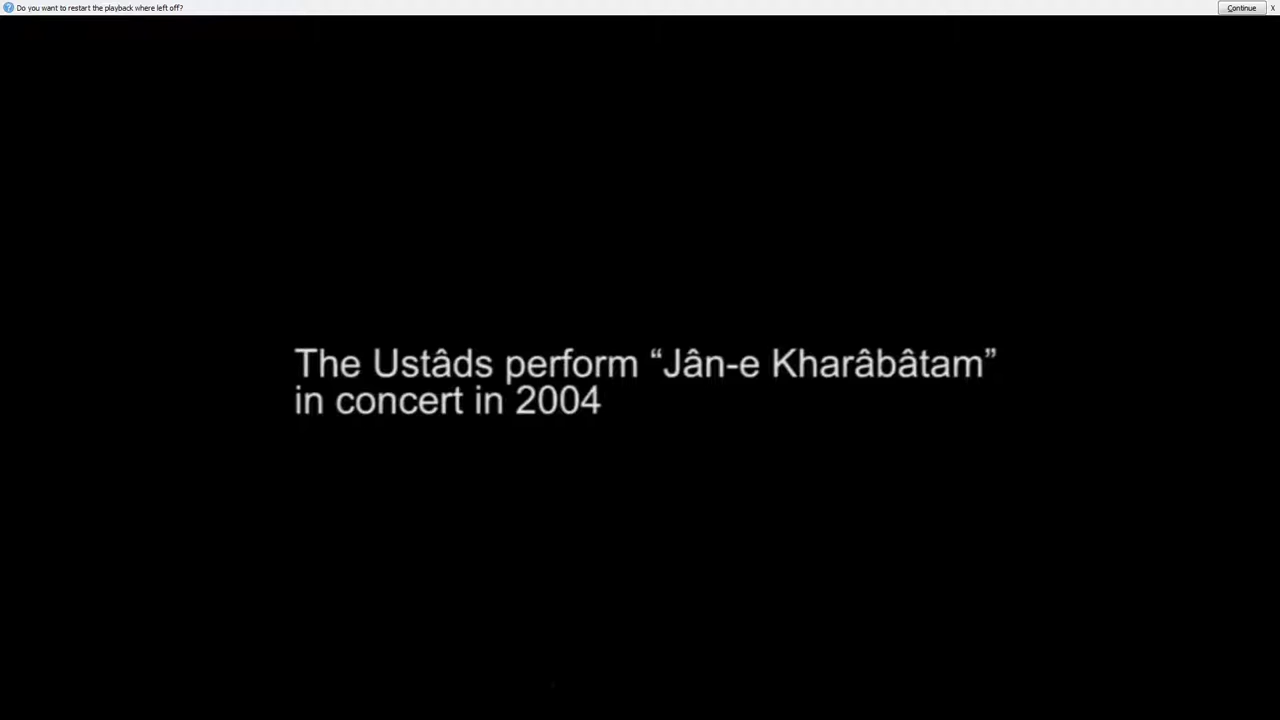 Do you want to restart the playback where left off?
Continue
x
The Ustâds perform “Jân-e Kharâbâtam”
in concert in 2004